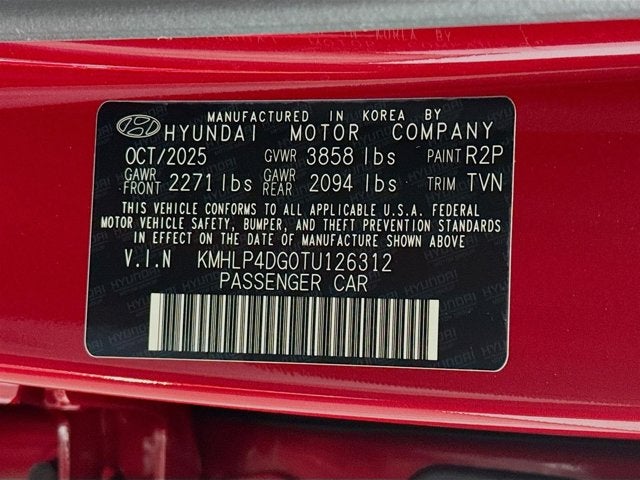 MANUFACTURED IN KOREA BY
HYUNDAI MOTOR COMPANY
OCT/2025 GVWR 3858 lbs PAINT R2P
GAWR FRONT 2271 lbs GAWR REAR 2094 lbs TRIM TVN
THIS VEHICLE CONFORMS TO ALL APPLICABLE U.S.A. FEDERAL
MOTOR VEHICLE SAFETY, BUMPER, AND THEFT PREVENTION STANDARDS
IN EFFECT ON THE DATE OF MANUFACTURE SHOWN ABOVE
V.I.N KMHLP4DG0TU126312
PASSENGER CAR